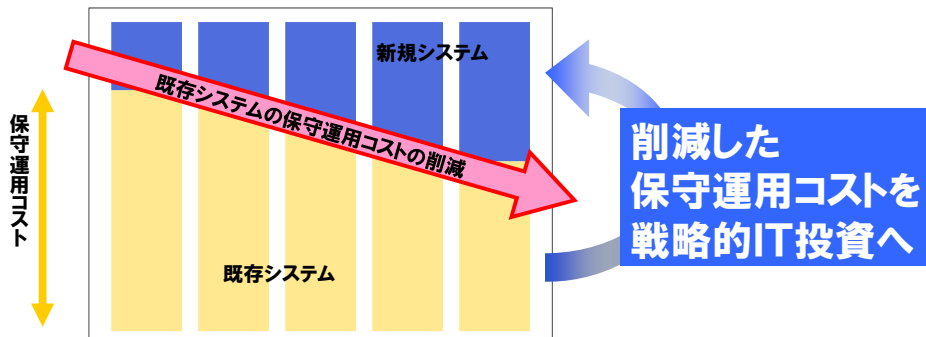 新規システム
既存システムの保守運用コストの削減
保守運用コスト
既存システム
削減した
保守運用コストを
戦略的IT投資へ